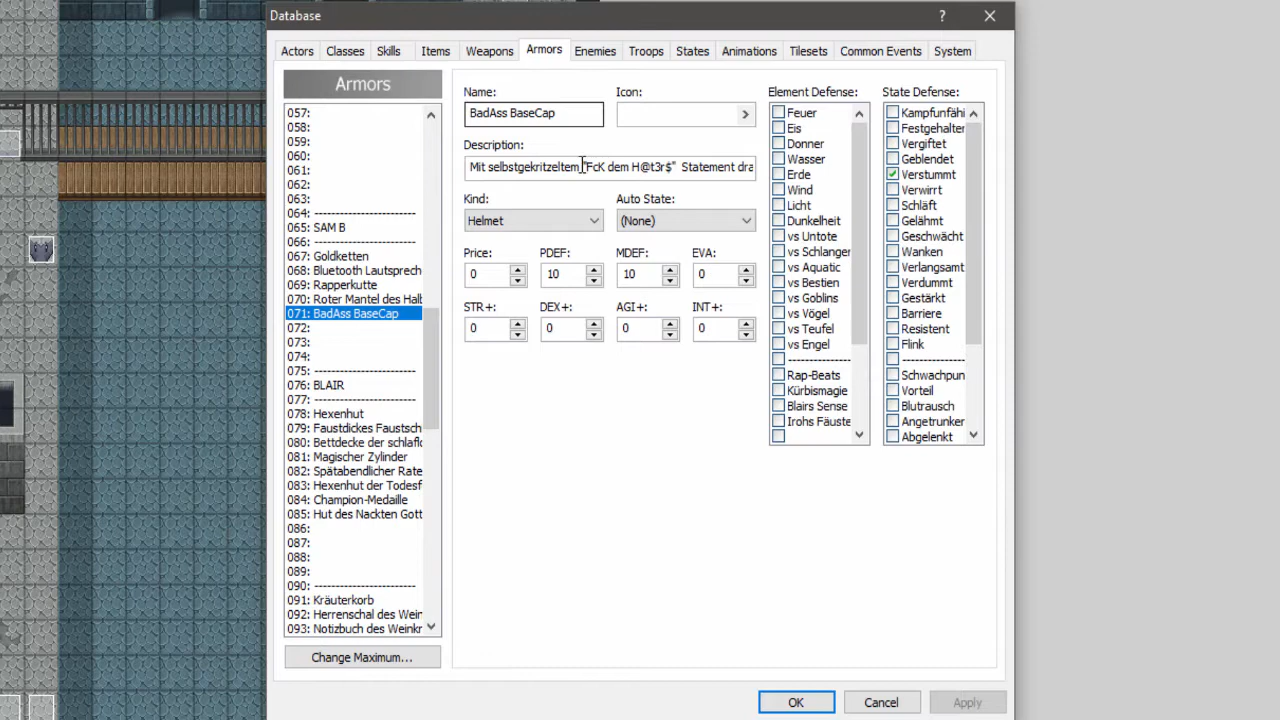 Database
?
Actors Classes Skills Items Weapons Armors Enemies Troops States Animations Tilesets Common Events System
Armors
057:
058:
059:
060:
061:
062:
063:
064: ------------------------
065: SAM B
066: ------------------------
067: Goldketten
068: Bluetooth Lautsprech
069: Rapperkutte
070: Roter Mantel des Halb
071: BadAss BaseCap
072:
073:
074:
075: ------------------------
076: BLAIR
077: ------------------------
078: Hexenhut
079: Faustdickes Faustsch
080: Bettdecke der schlaflo
081: Magischer Zylinder
082: Spätabendlicher Rate
083: Hexenhut der Todesf
084: Champion-Medaille
085: Hut des Nackten Gott
086:
087:
088:
089:
090: ------------------------
091: Kräuterkorb
092: Herrenschal des Wein
093: Notizbuch des Weinkr
Change Maximum...
Name:
BadAss BaseCap
Icon:
Description:
Mit selbstgekritzeltem "FcK dem H@t3r$" Statement dra
Kind:
Helmet
Auto State:
(None)
Price: PDEF: MDEF: EVA:
0 10 10 0
STR+: DEX+: AGI+: INT+:
0 0 0 0
Element Defense:
Feuer
Eis
Donner
Wasser
Erde
Wind
Licht
Dunkelheit
vs Untote
vs Schlanger
vs Aquatic
vs Bestien
vs Goblins
vs Vögel
vs Teufel
vs Engel
------------------
Rap-Beats
Kürbismagie
Blairs Sense
Irohs Fäuste
State Defense:
Kampfunfähi
Festgehalter
Vergiftet
Geblendet
Verstummt
Verwirrt
Schläft
Gelähmt
Geschwächt
Wanken
Verlangsamt
Verdummt
Gestärkt
Barriere
Resistent
Flink
------------------
Schwachpun
Vorteil
Blutrausch
Angetrunker
Abgelenkt
OK Cancel Apply